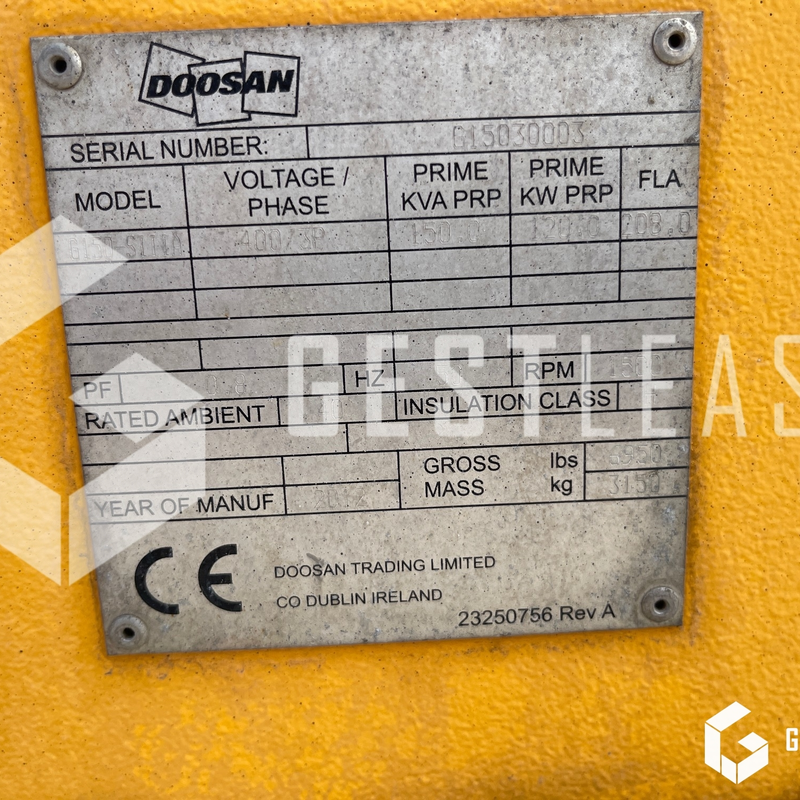 DOOSAN
SERIAL NUMBER: G15030003
MODEL VOLTAGE / PHASE PRIME KVA PRP PRIME KW PRP FLA
400/3P 150.0 120.0 208.0
PF HZ RPM
RATED AMBIENT INSULATION CLASS
GROSS MASS lbs
kg 3150
YEAR OF MANUF
CE DOOSAN TRADING LIMITED
CO DUBLIN IRELAND
23250756 Rev A
GESTLEAS
G